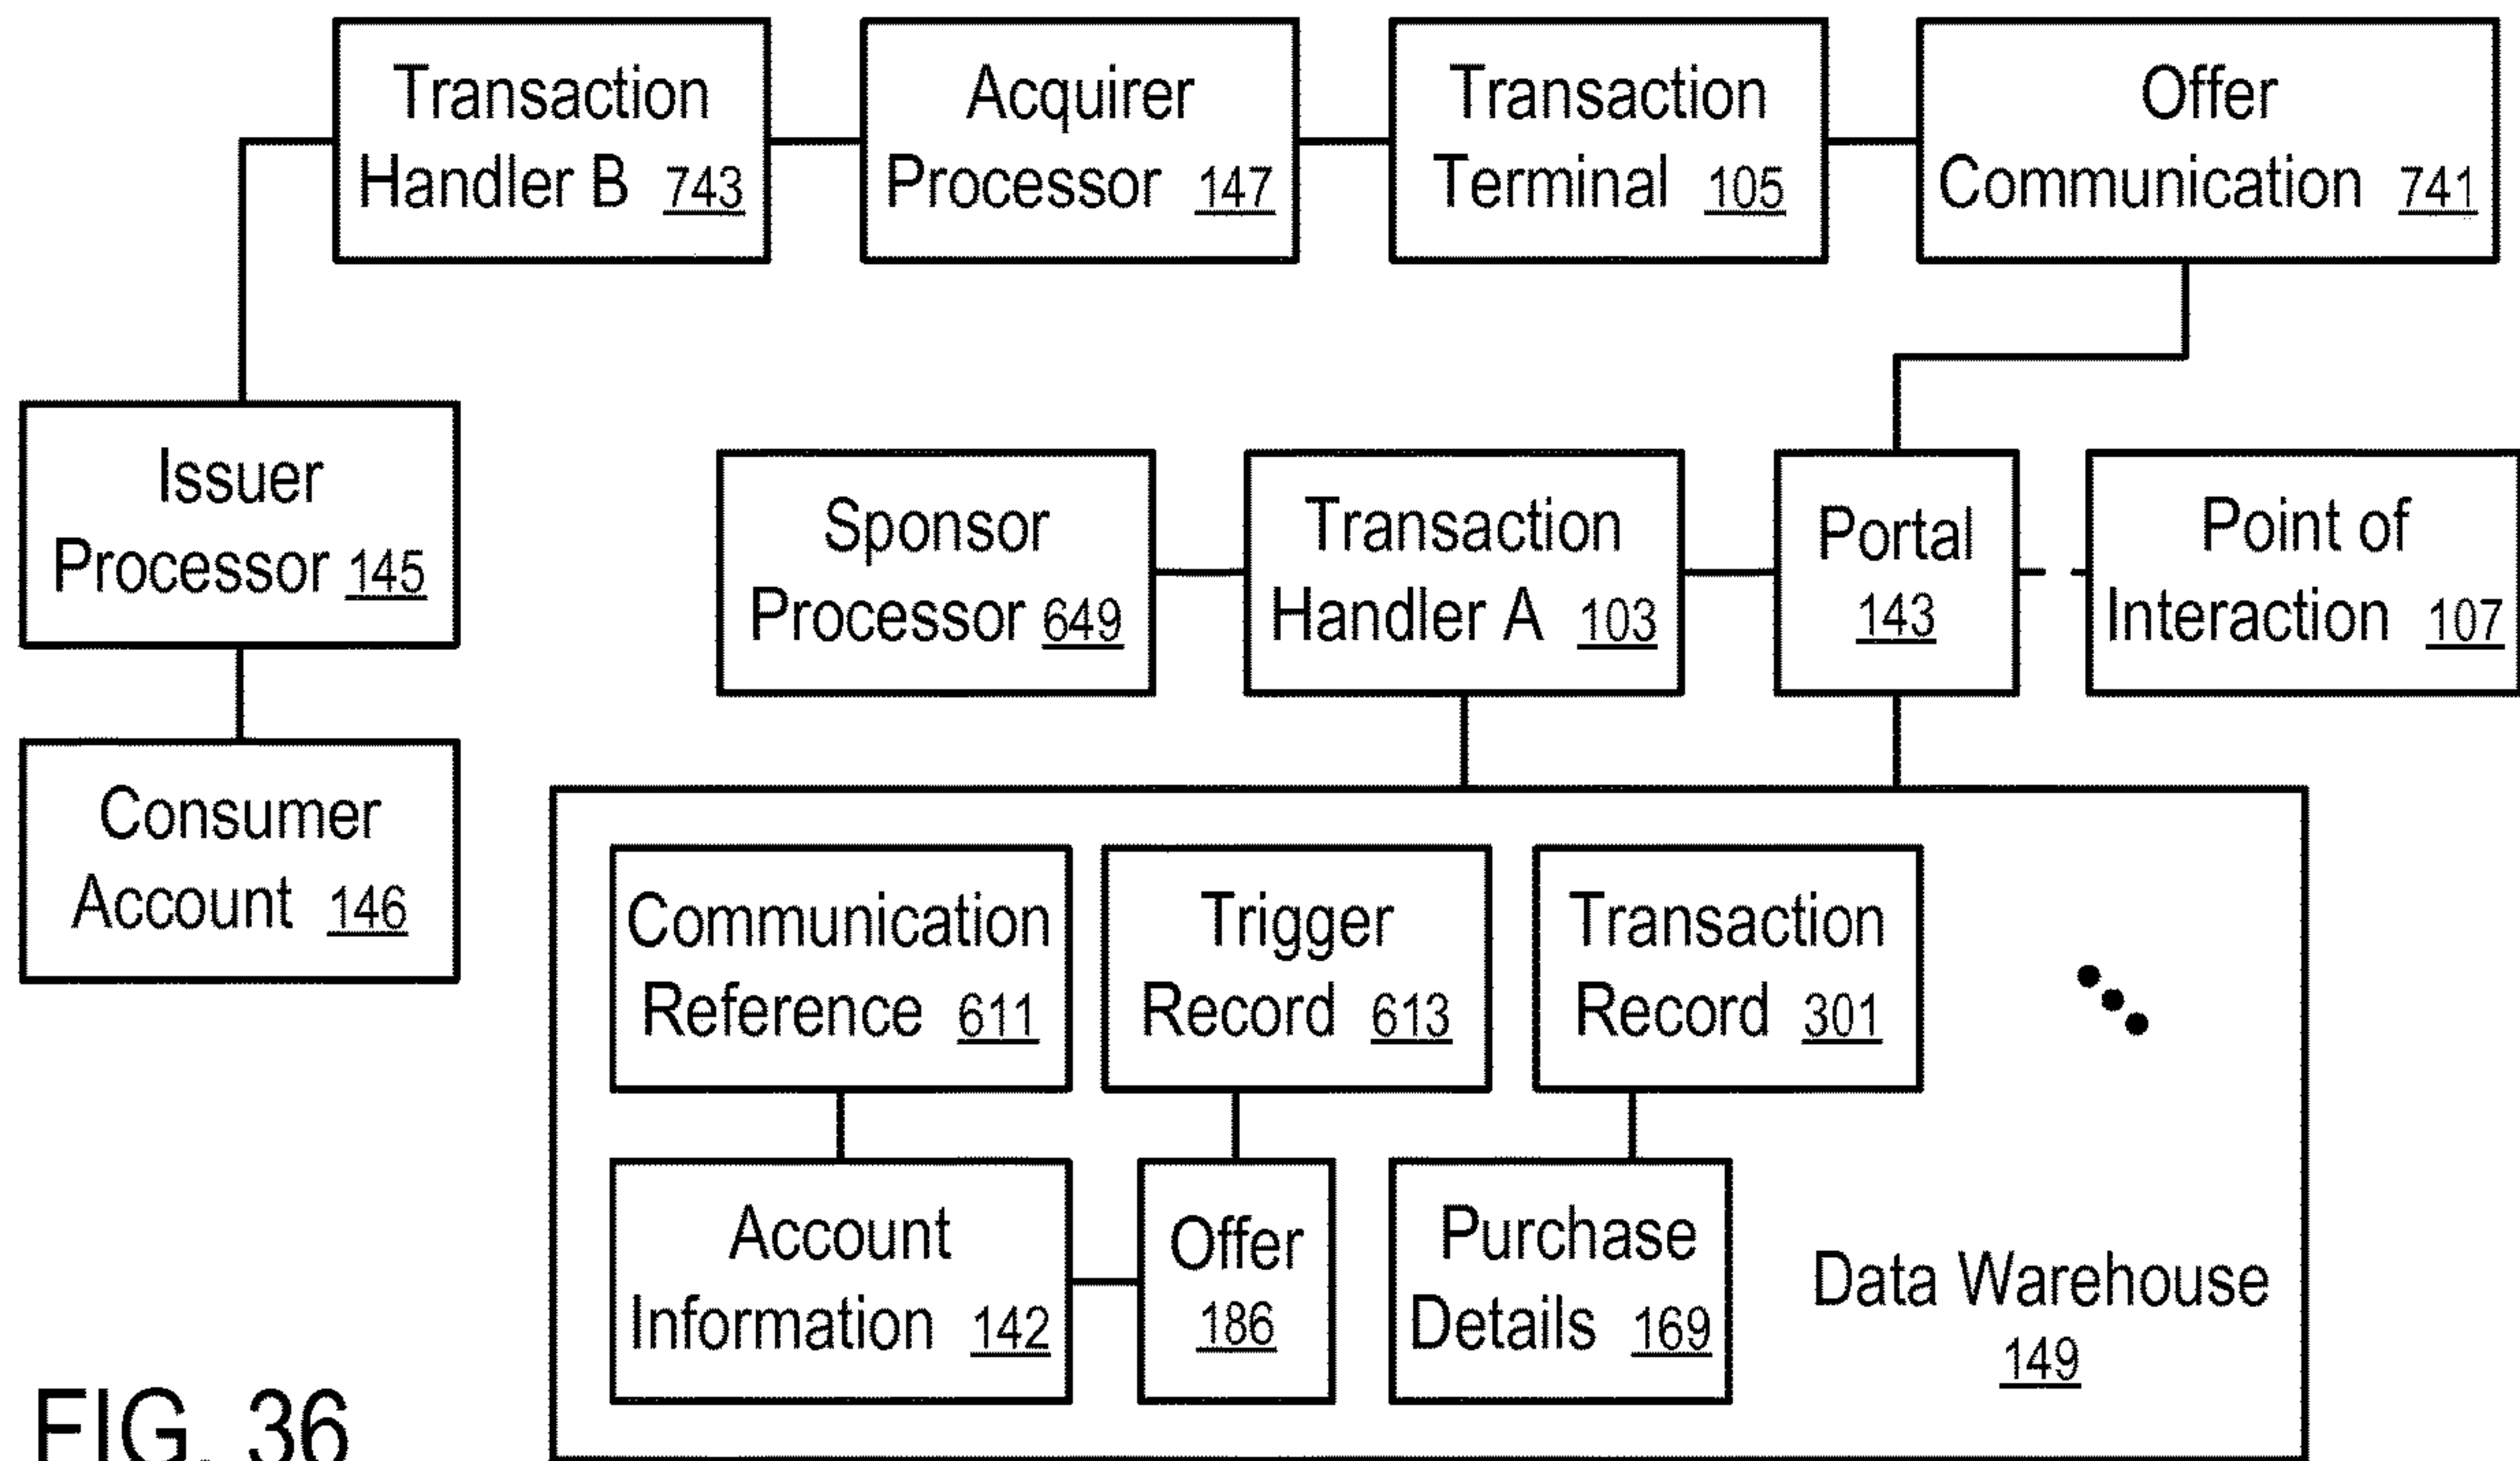 Transaction
Handler B 743
Acquirer
Processor 147
Transaction
Terminal 105
Offer
Communication 741
Issuer
Processor 145
Sponsor
Processor 649
Transaction
Handler A 103
Portal
143
Point of
Interaction 107
Consumer
Account 146
Communication
Reference 611
Trigger
Record 613
Transaction
Record 301
Account
Information 142
Offer
186
Purchase
Details 169
Data Warehouse
149
FIG. 36